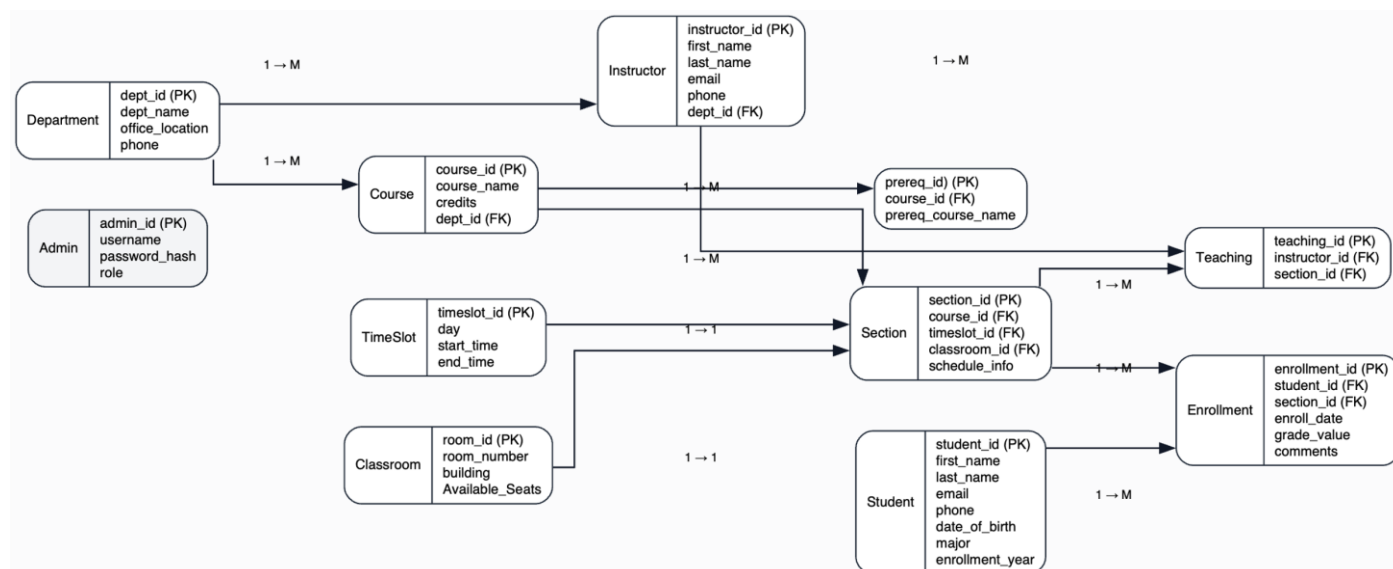 1 → M
1 → M
Department
dept_id (PK)
dept_name
office_location
phone
Instructor
instructor_id (PK)
first_name
last_name
email
phone
dept_id (FK)
1 → M
Course
course_id (PK)
course_name
credits
dept_id (FK)
1 → M
prereq_id) (PK)
course_id (FK)
prereq_course_name
Admin
admin_id (PK)
username
password_hash
role
1 → M
Teaching
teaching_id (PK)
instructor_id (FK)
section_id (FK)
1 → M
TimeSlot
timeslot_id (PK)
day
start_time
end_time
1 → 1
Section
section_id (PK)
course_id (FK)
timeslot_id (FK)
classroom_id (FK)
schedule_info
1 → M
Enrollment
enrollment_id (PK)
student_id (FK)
section_id (FK)
enroll_date
grade_value
comments
Classroom
room_id (PK)
room_number
building
Available_Seats
1 → 1
Student
student_id (PK)
first_name
last_name
email
phone
date_of_birth
major
enrollment_year
1 → M